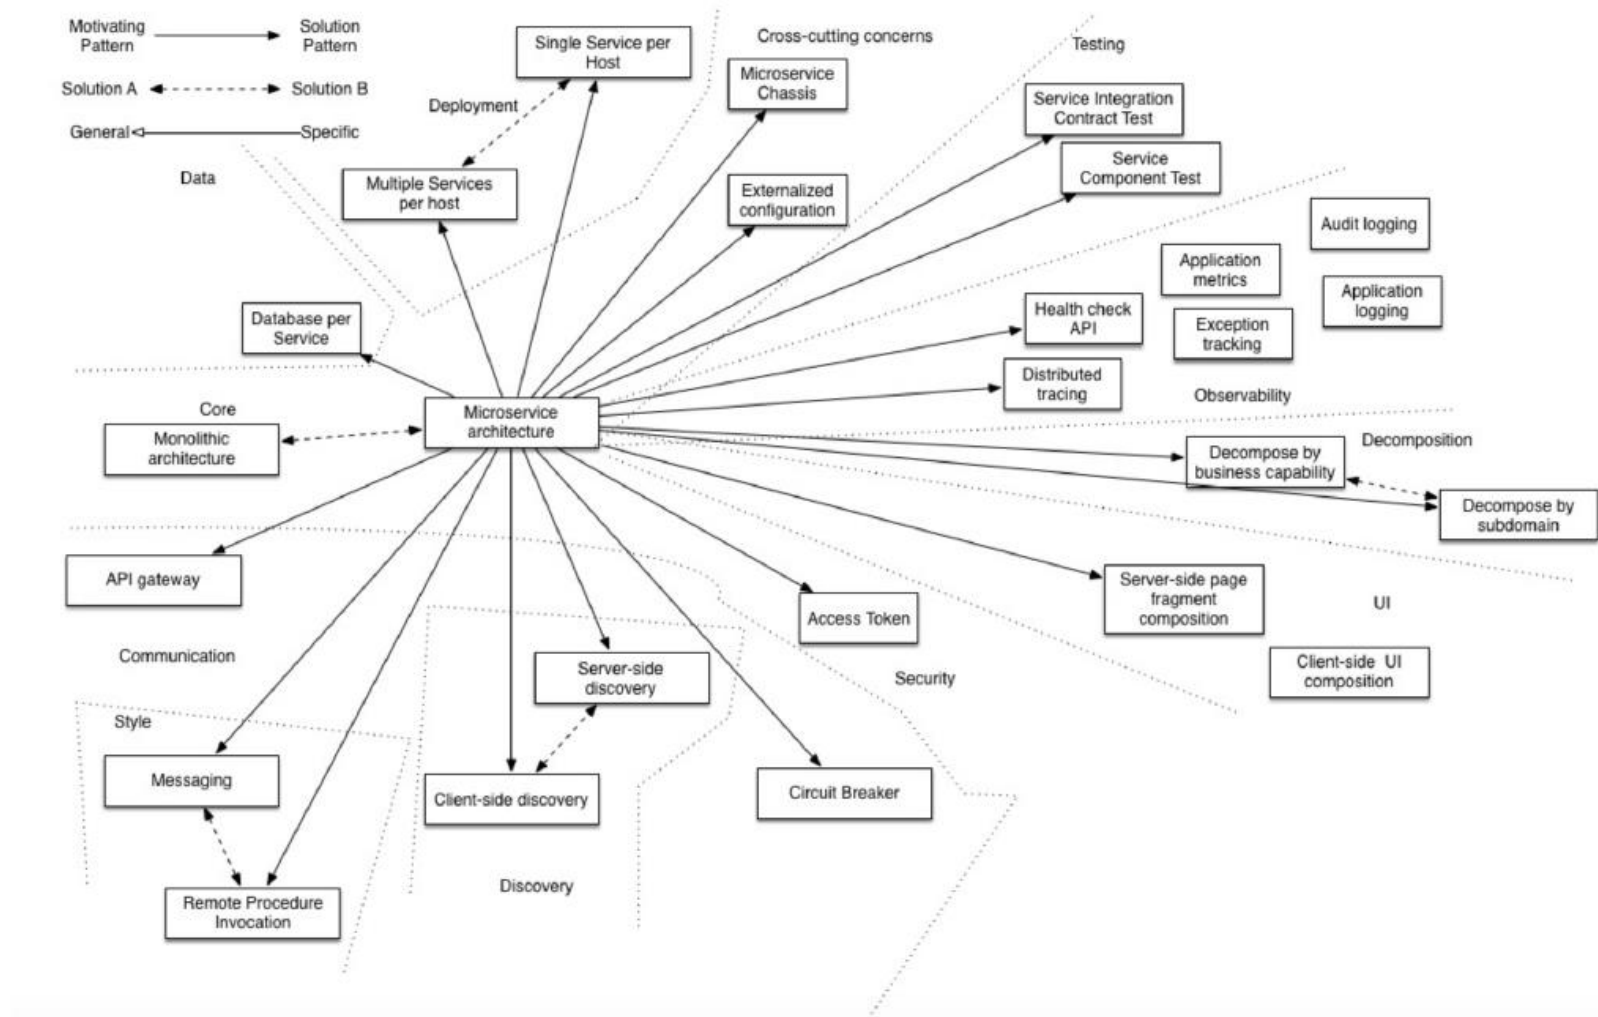 Motivating
Pattern
Solution
Pattern
Solution A
Solution B
General
Specific
Data
Deployment
Single Service per
Host
Multiple Services
per host
Cross-cutting concerns
Microservice
Chassis
Externalized
configuration
Testing
Service Integration
Contract Test
Service
Component Test
Audit logging
Application
metrics
Application
logging
Health check
API
Exception
tracking
Distributed
tracing
Observability
Database per
Service
Core
Monolithic
architecture
Microservice
architecture
Decomposition
Decompose by
business capability
Decompose by
subdomain
API gateway
Communication
Access Token
Security
Server-side page
fragment
composition
UI
Client-side UI
composition
Style
Messaging
Remote Procedure
Invocation
Server-side
discovery
Client-side discovery
Discovery
Circuit Breaker